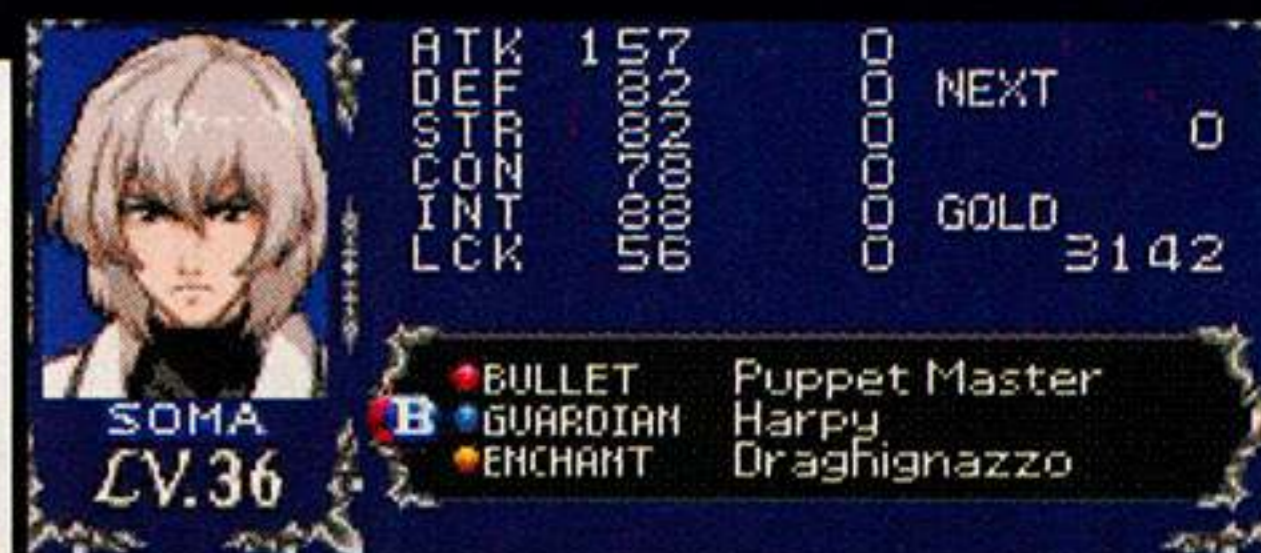 ATK 157 0
DEF 82 0 NEXT
STR 82 0 0
CON 78 0
INT 88 0 GOLD
LCK 56 0 3142
BULLET Puppet Master
B GUARDIAN Harpy
ENCHANT Draghignazzo
SOMA
LV.36